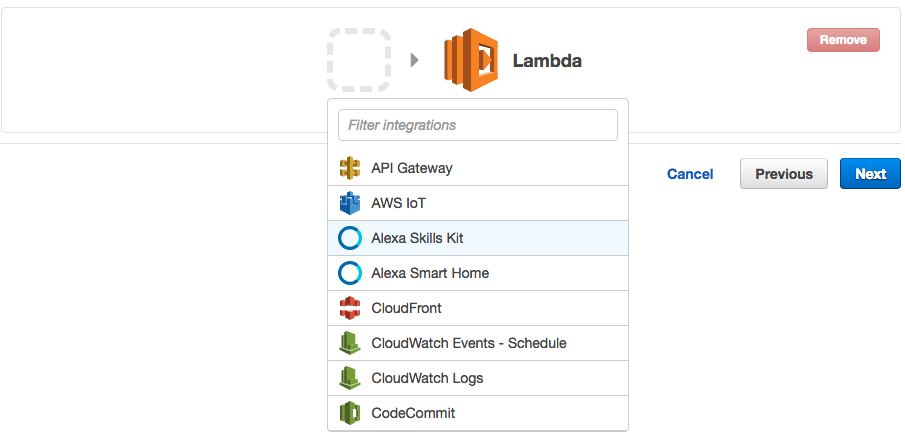 Remove
Lambda
Filter integrations
API Gateway
AWS IoT
Alexa Skills Kit
Alexa Smart Home
CloudFront
CloudWatch Events - Schedule
CloudWatch Logs
CodeCommit
Cancel
Previous
Next